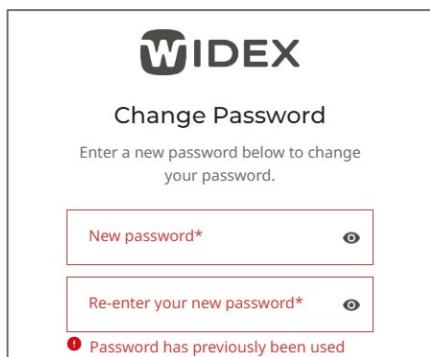 WIDEX
Change Password
Enter a new password below to change
your password.
New password*
Re-enter your new password*
Password has previously been used